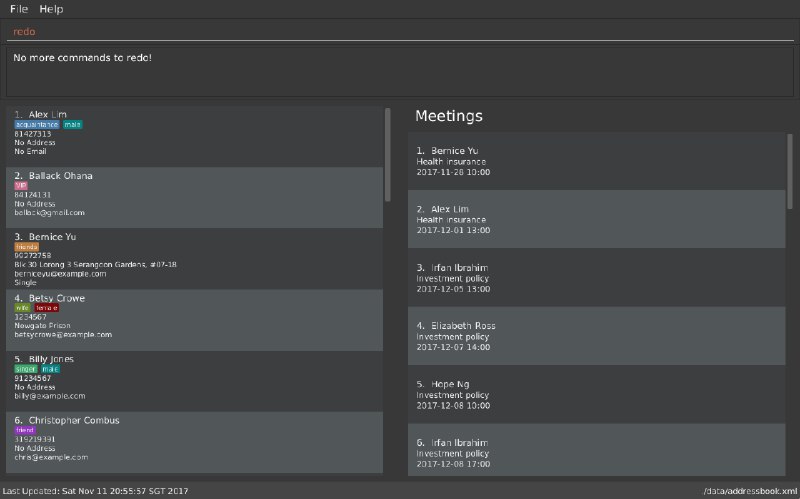 File Help
redo
No more commands to redo!
1. Alex Lim
acquaintance male
81427313
No Address
No Email
2. Ballack Ohana
VIP
84124131
No Address
ballack@gmail.com
3. Bernice Yu
friends
99272758
Blk 30 Lorong 3 Serangoon Gardens, #07-18
berniceyu@example.com
Single
4. Betsy Crowe
wife female
1234567
Newgate Prison
betsycrowe@example.com
5. Billy Jones
singer male
91234567
No Address
billy@example.com
6. Christopher Combus
friend
319219391
No Address
chris@example.com
Meetings
1. Bernice Yu
Health insurance
2017-11-28 10:00
2. Alex Lim
Health insurance
2017-12-01 13:00
3. Irfan Ibrahim
Investment policy
2017-12-05 13:00
4. Elizabeth Ross
Investment policy
2017-12-07 14:00
5. Hope Ng
Investment policy
2017-12-08 10:00
6. Irfan Ibrahim
Investment policy
2017-12-08 17:00
Last Updated: Sat Nov 11 20:55:57 SGT 2017
/data/addressbook.xml